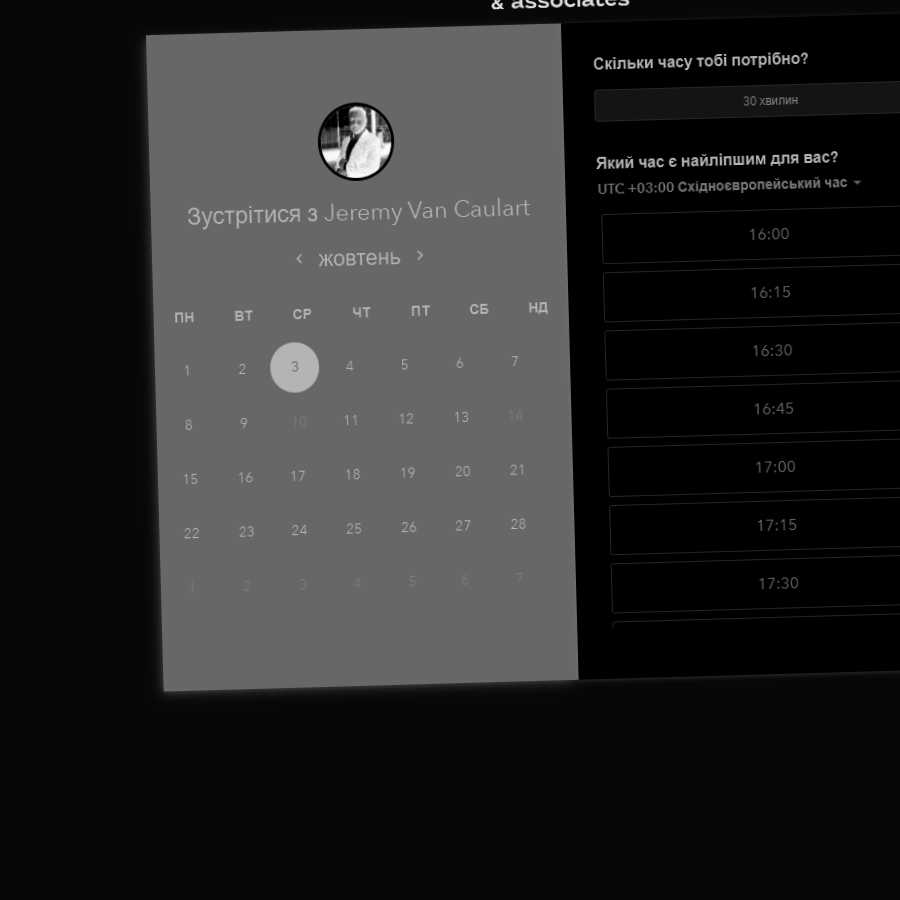 & associates
Зустрітися з Jeremy Van Caulart
жовтень
ПН ВТ СР ЧТ ПТ СБ НД
1 2 3 4 5 6 7
8 9 10 11 12 13 14
15 16 17 18 19 20 21
22 23 24 25 26 27 28
1 2 3 4 5 6 7
Скільки часу тобі потрібно?
30 хвилин
Який час є найліпшим для вас?
UTC +03:00 Східноєвропейський час
16:00
16:15
16:30
16:45
17:00
17:15
17:30